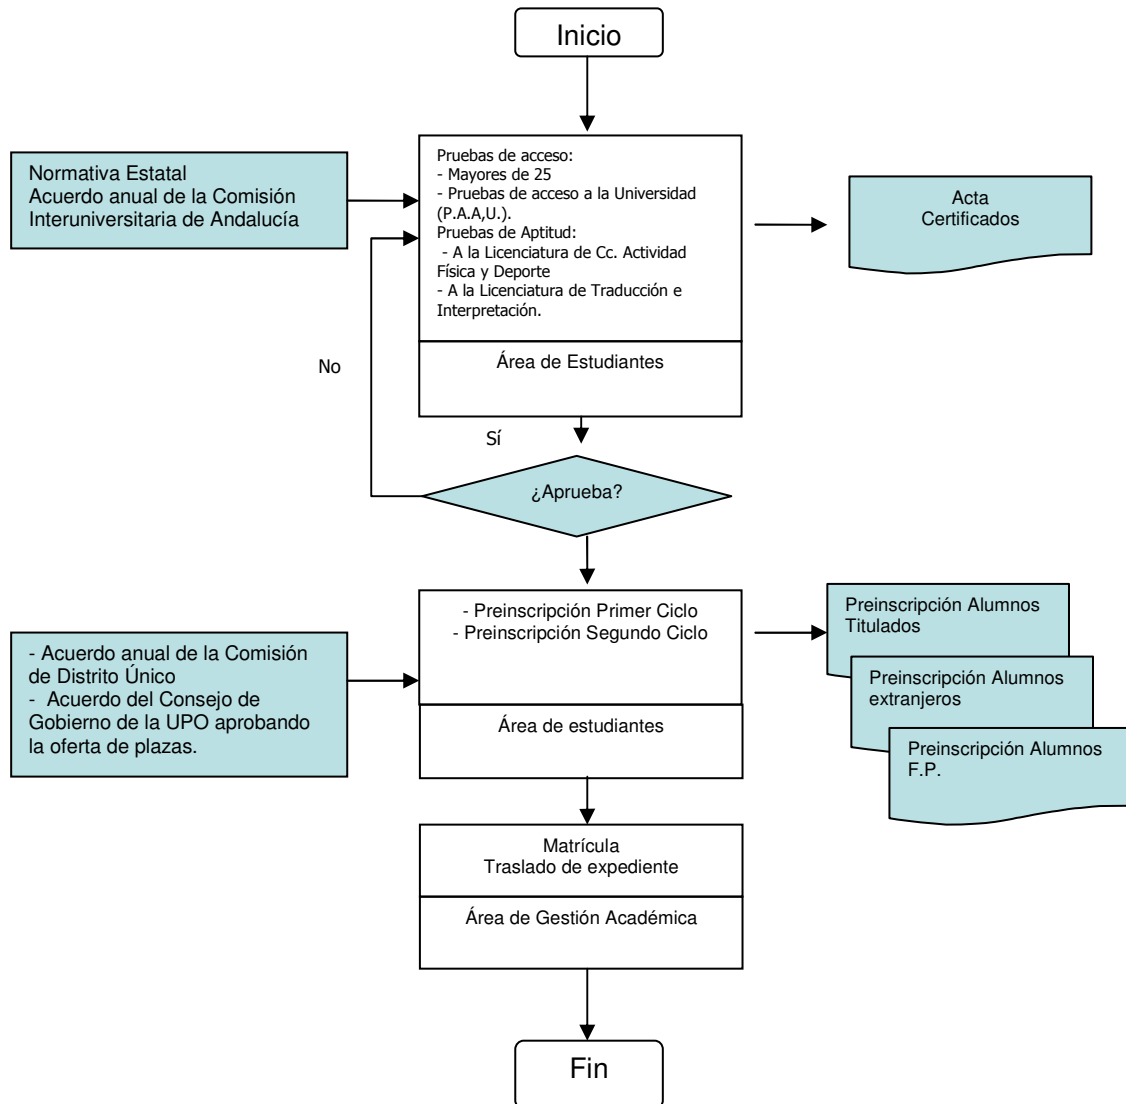 Inicio
Normativa Estatal
Acuerdo anual de la Comisión
Interuniversitaria de Andalucía
Pruebas de acceso:
- Mayores de 25
- Pruebas de acceso a la Universidad
(P.A.A,U.).
Pruebas de Aptitud:
- A la Licenciatura de Cc. Actividad
Física y Deporte
- A la Licenciatura de Traducción e
Interpretación.
Área de Estudiantes
Acta
Certificados
No
Sí
¿Aprueba?
- Acuerdo anual de la Comisión
de Distrito Único
- Acuerdo del Consejo de
Gobierno de la UPO aprobando
la oferta de plazas.
- Preinscripción Primer Ciclo
- Preinscripción Segundo Ciclo
Área de estudiantes
Preinscripción Alumnos
Titulados
Preinscripción Alumnos
extranjeros
Preinscripción Alumnos
F.P.
Matrícula
Traslado de expediente
Área de Gestión Académica
Fin